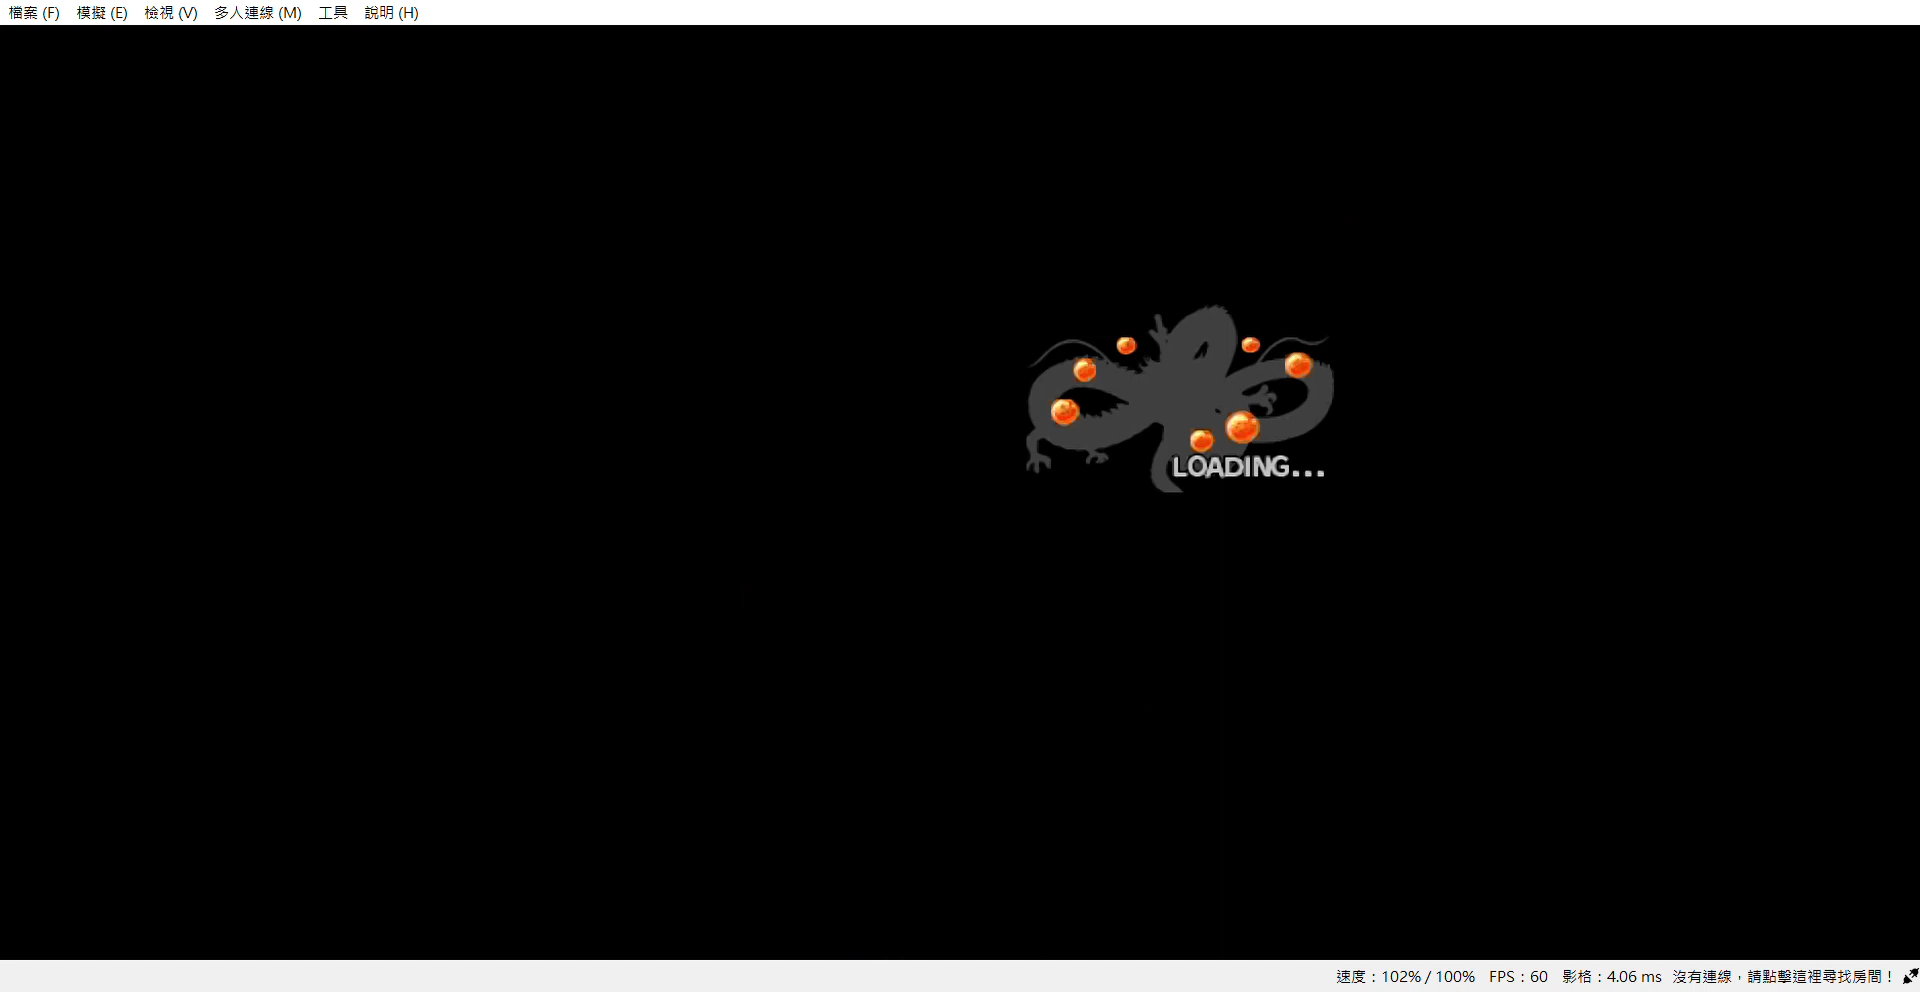 檔案 (F) 模擬 (E) 檢視 (V) 多人連線 (M) 工具 說明 (H)
LOADING...
速度：102% / 100% FPS：60 影格：4.06 ms 沒有連線，請點擊這裡尋找房間！